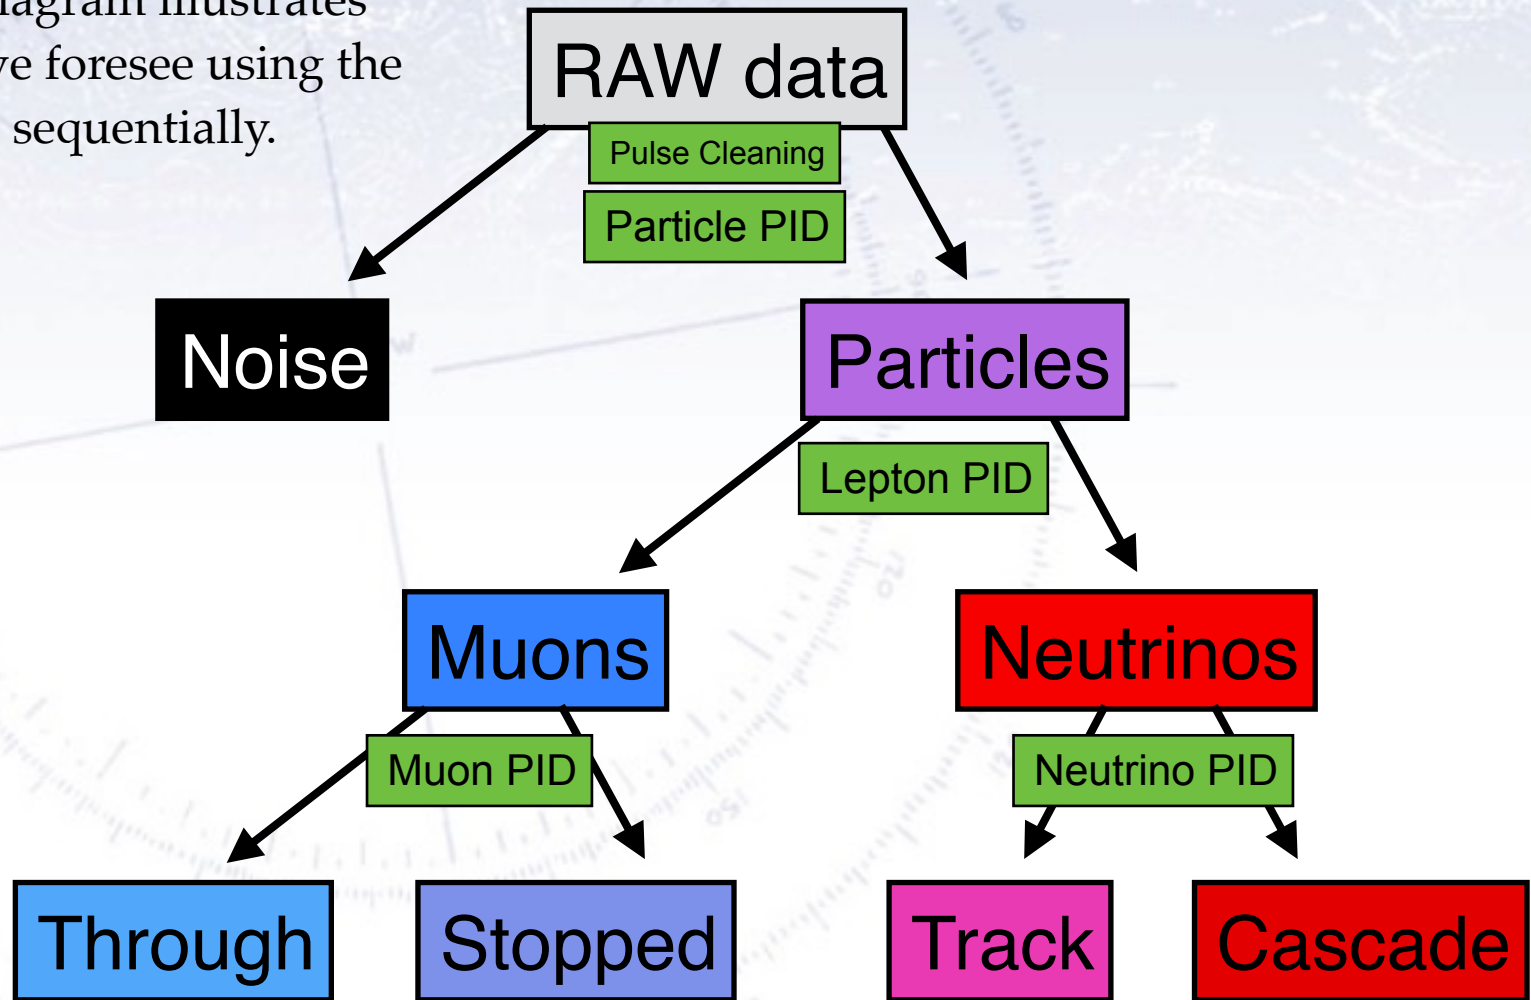 foresee using the
sequentially.
illustrates
RAW data
Pulse Cleaning
Particle PID
Noise
Particles
Lepton PID
Muons
Neutrinos
Muon PID
Neutrino PID
Through
Stopped
Track
Cascade